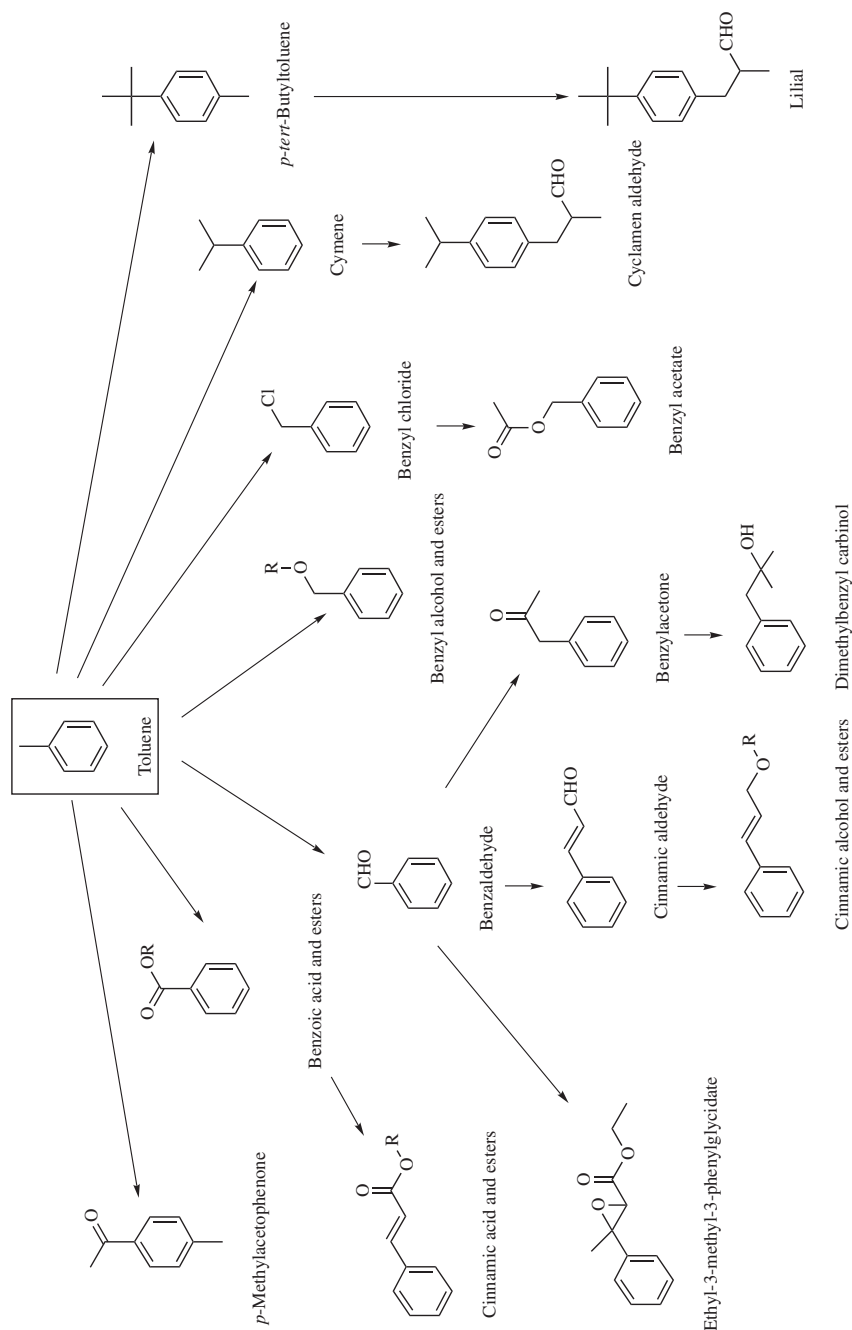 Toluene
p-Methylacetophenone
O
Benzoic acid and esters
O
OR
Benzyl alcohol and esters
R
O
Benzyl chloride
Cl
Cymene
p-tert-Butyltoluene
Cinnamic acid and esters
O
O
R
Benzaldehyde
CHO
Benzyl acetate
O
O
Cyclamen aldehyde
CHO
Lilial
CHO
Ethyl-3-methyl-3-phenylglycidate
O
O
O
Cinnamic aldehyde
CHO
Benzylacetone
O
Cinnamic alcohol and esters
O
R
Dimethylbenzyl carbinol
OH